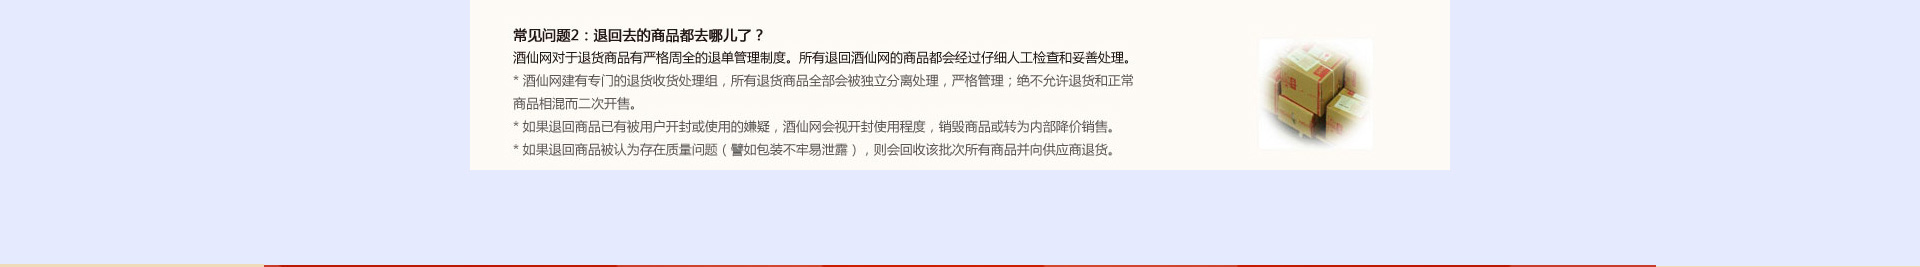 常见问题2：退回去的商品都去哪儿了？
酒仙网对于退货商品有严格周全的退单管理制度。所有退回酒仙网的商品都会经过仔细人工检查和妥善处理。
* 酒仙网建有专门的退货收货处理组，所有退货商品全部会被独立分离处理，严格管理；绝不允许退货和正常
商品相混而二次开售。
* 如果退回商品已有被用户开封或使用的嫌疑，酒仙网会视开封使用程度，销毁商品或转为内部降价销售。
* 如果退回商品被认为存在质量问题（譬如包装不牢易泄露），则会回收该批次所有商品并向供应商退货。